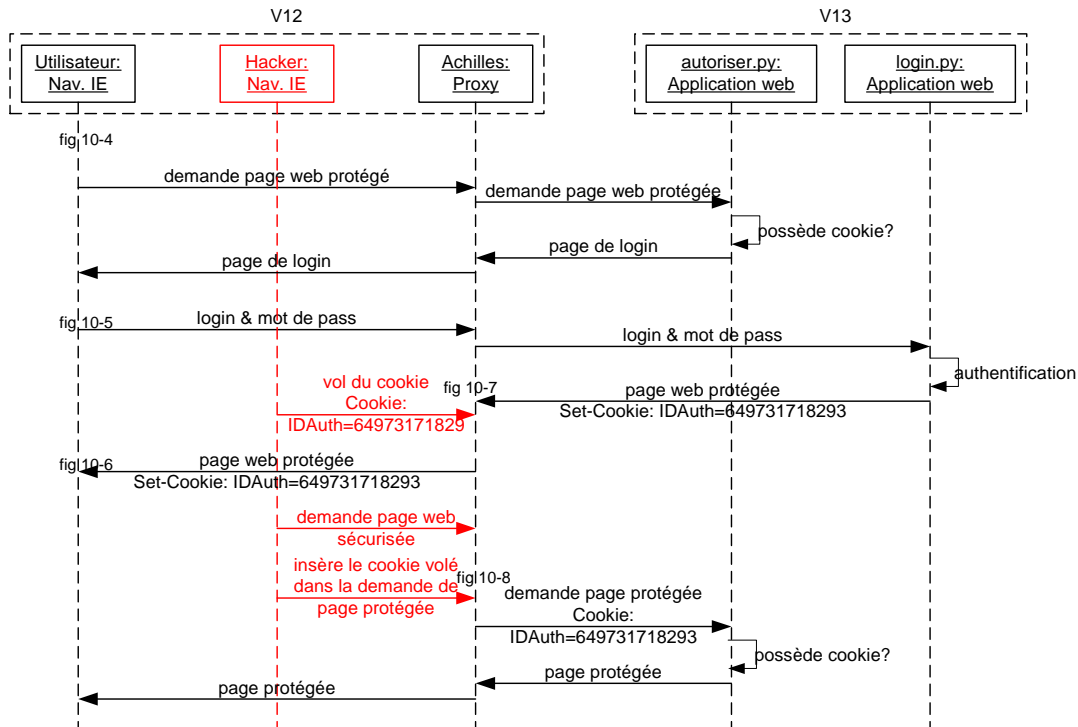 V12
V13
Utilisateur:
Nav. IE
Hacker:
Nav. IE
Achilles:
Proxy
autoriser.py:
Application web
login.py:
Application web
fig 10-4
demande page web protégé
demande page web protégée
possède cookie?
page de login
page de login
fig 10-5
login & mot de pass
login & mot de pass
authentification
vol du cookie
Cookie:
IDAuth=64973171829
fig 10-7
page web protégée
Set-Cookie: IDAuth=649731718293
fig 10-6
page web protégée
Set-Cookie: IDAuth=649731718293
demande page web
sécurisée
insère le cookie volé
dans la demande de
page protégée
fig 10-8
demande page protégée
Cookie:
IDAuth=649731718293
possède cookie?
page protégée
page protégée